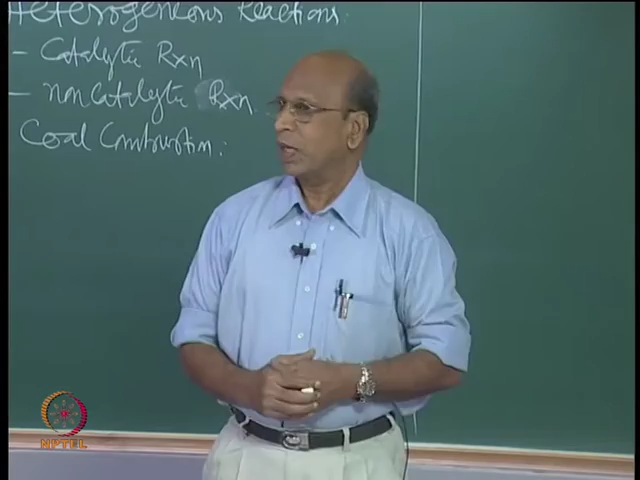 Heterogeneous Reactions
- Catalytic Rxn
- non Catalytic Rxn.
Coal Combustion:
NPTEL